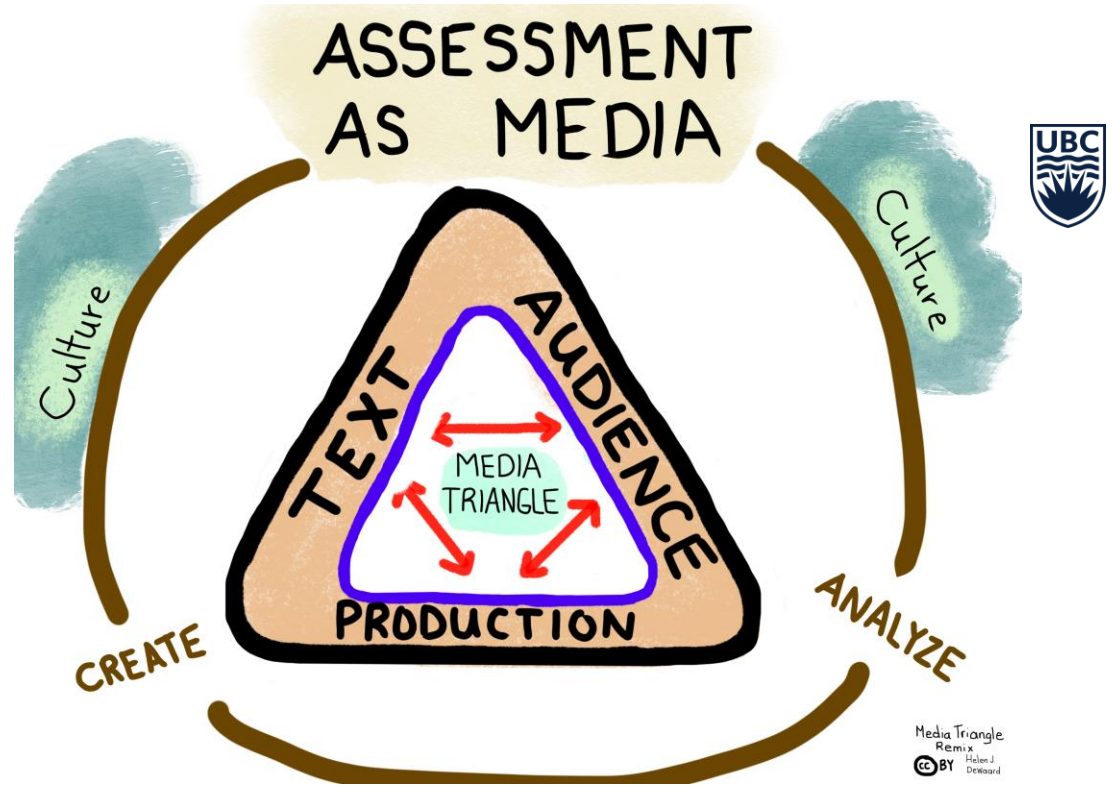 ASSESSMENT
AS MEDIA
UBC
Culture
Culture
TEXT
AUDIENCE
MEDIA
TRIANGLE
PRODUCTION
CREATE
ANALYZE
Media Triangle
Remix
cc BY Helen J.
DeWaard